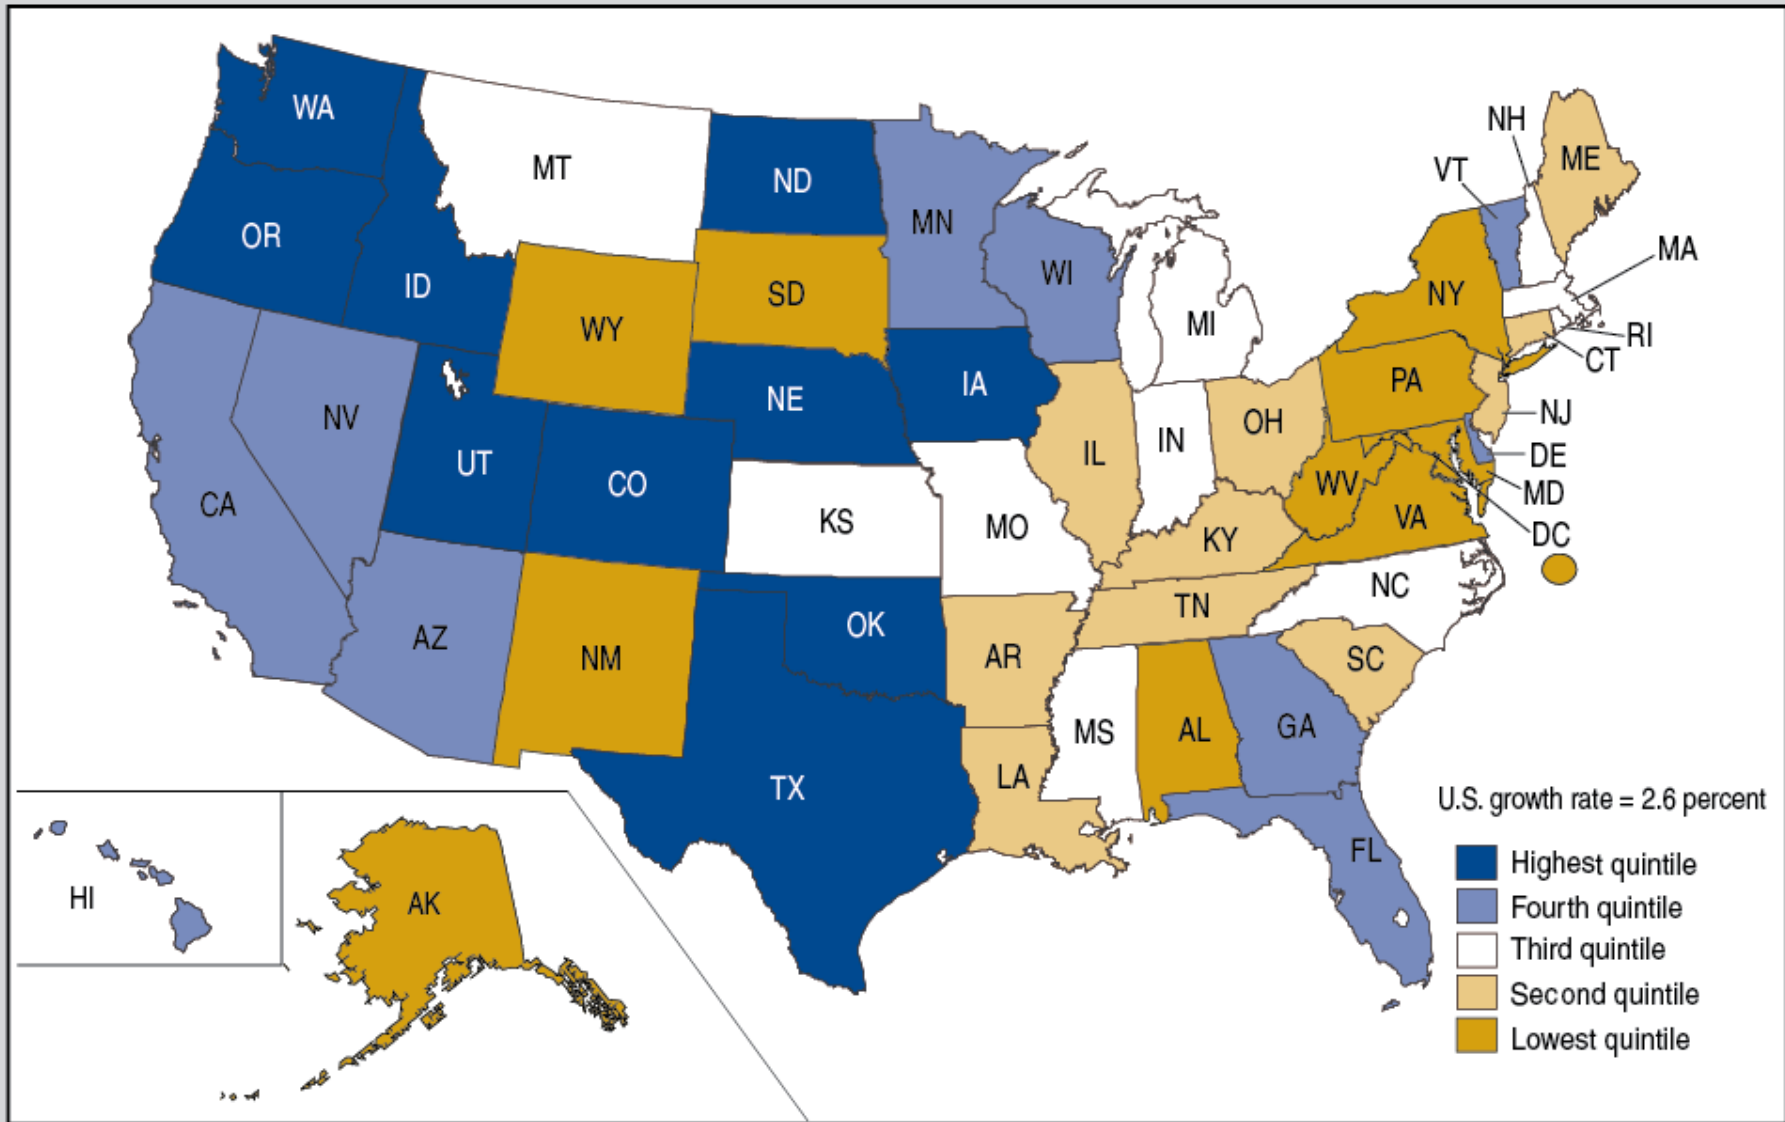 WA
MT
ND
MN
OR
ID
WY
SD
WI
MI
NH
VT
ME
MA
NY
RI
CT
NV
UT
CO
NE
IA
PA
NJ
CA
KS
MO
IL
IN
OH
DE
WV
MD
VA
DC
KY
NC
TN
AZ
NM
OK
AR
SC
MS
AL
GA
TX
LA
FL
HI
AK
U.S. growth rate = 2.6 percent
Highest quintile
Fourth quintile
Third quintile
Second quintile
Lowest quintile